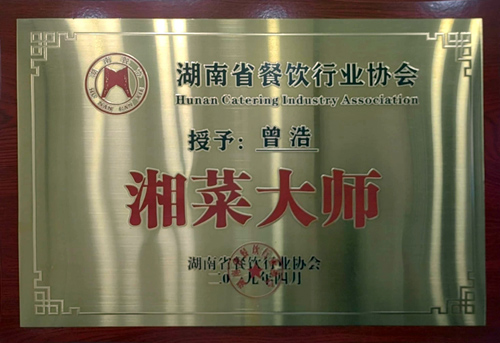 湖南省餐饮行业协会
Hunan Catering Industry Association
授予：曾浩
湘菜大师
湖南省餐饮行业协会
二〇一九年四月